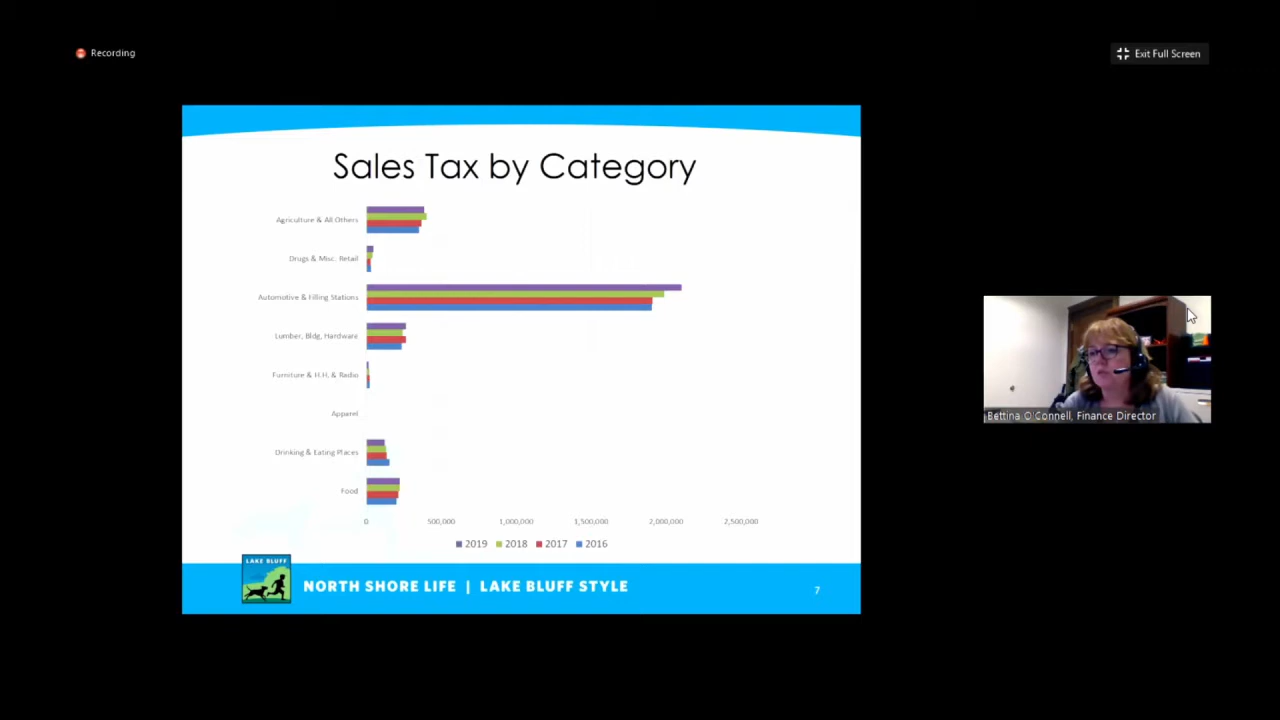 Recording
Exit Full Screen
Sales Tax by Category
Agriculture & All Others
Drugs & Misc. Retail
Automotive & Filling Stations
Lumber, Bldg, Hardware
Furniture & H.H. & Radio
Apparel
Drinking & Eating Places
Food
0 500,000 1,000,000 1,500,000 2,000,000 2,500,000
2019 2018 2017 2016
Bettina O'Connell, Finance Director
LAKE BLUFF
NORTH SHORE LIFE | LAKE BLUFF STYLE
7